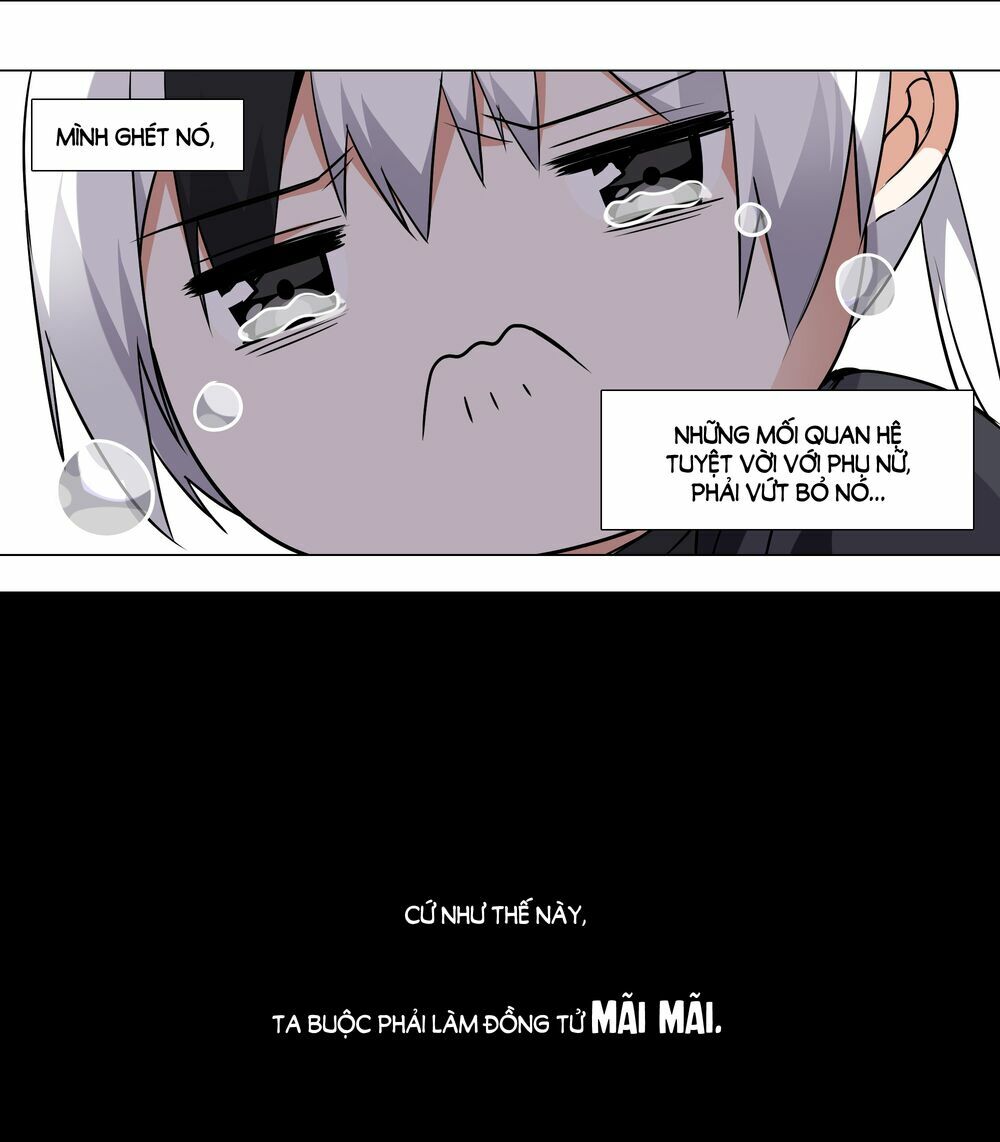 MÌNH GHÉT NÓ,
NHỮNG MỐI QUAN HỆ
TUYỆT VỜI VỚI PHỤ NỮ,
PHẢI VỨT BỎ NÓ...
CỨ NHƯ THẾ NÀY,
TA BUỘC PHẢI LÀM ĐỒNG TỬ MÃI MÃI.